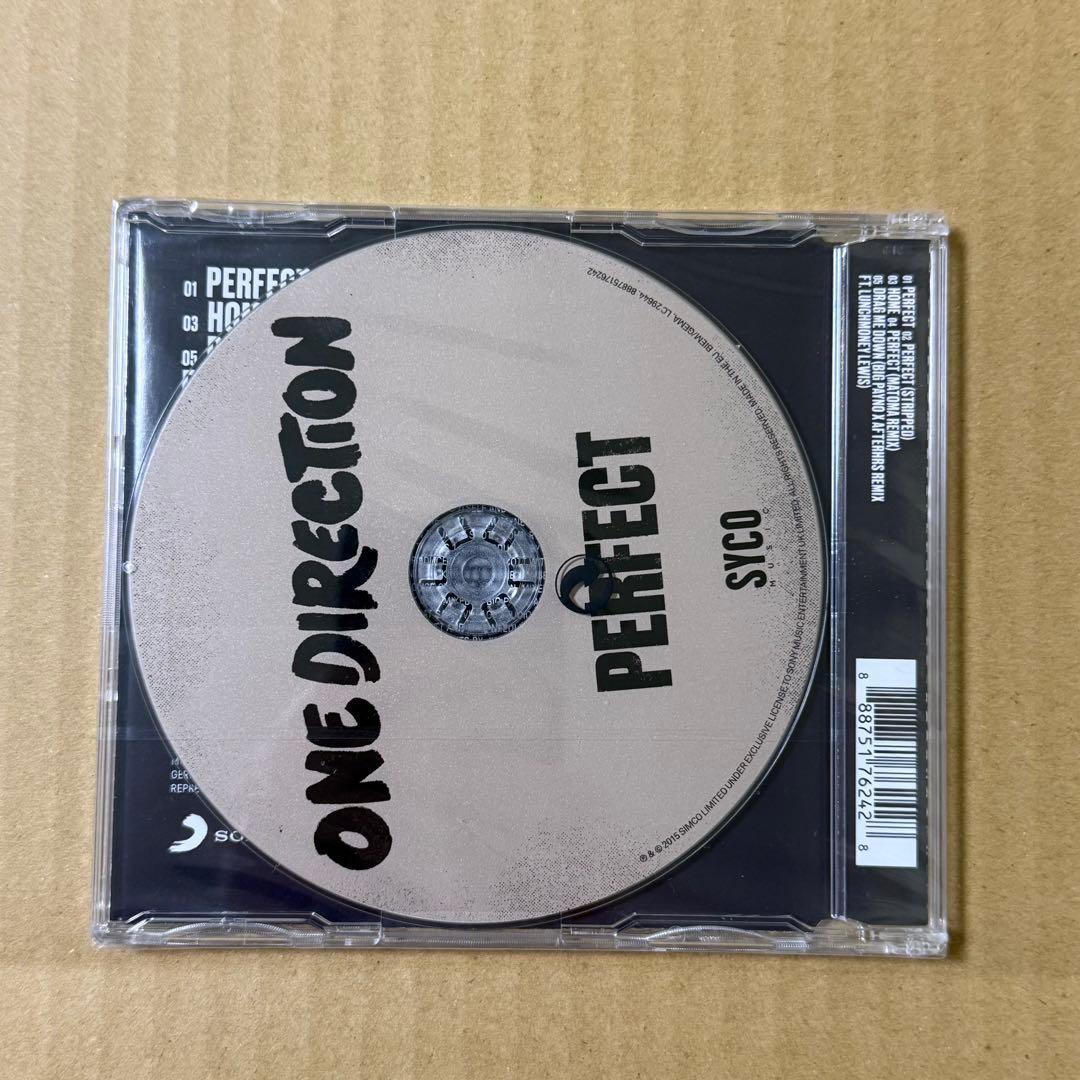 ONE DIRECTION
PERFECT
SYCO
MUSIC
℗ & © 2015 SIMCO LIMITED UNDER EXCLUSIVE LICENSE TO SONY MUSIC ENTERTAINMENT UK LIMITED. ALL RIGHTS RESERVED. MADE IN THE EU. BIEM/GEMA. LC 29644. 88875176242
01 PERFECT
03
05
GER
REPRE
01 PERFECT 02 PERFECT (STRIPPED)
03 HOME 04 PERFECT (MATOMA REMIX)
05 DRAG ME DOWN (BIG PAYNO X AFTERHRS REMIX
FT. LUNCHMONEY LEWIS)
8 88751 76242 8